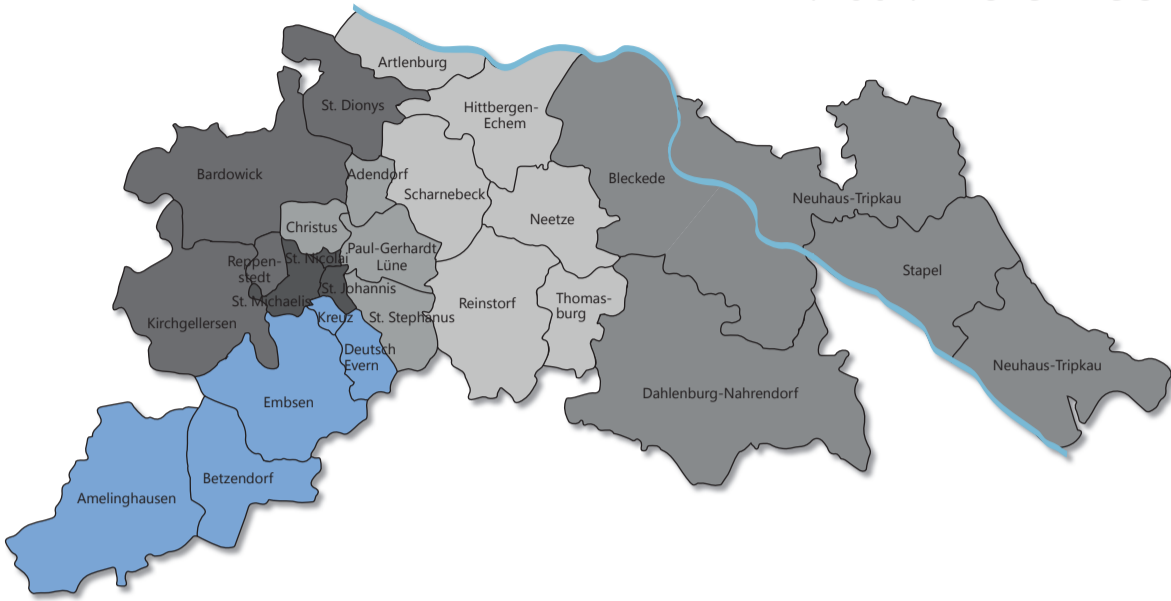 Artlenburg
St. Dionys
Hittbergen-
Echem
Bardowick
Adendorf
Scharnebeck
Bleckede
Neuhaus-Tripkau
Christus
Neetze
Paul-Gerhardt
Lüne
St. Nicolai
Reppen-
stedt
Stapel
St. Johannis
St. Michaelis
Reinstorf
Thomas-
burg
Kirchgellersen
Kreuz
St. Stephanus
Deutsch
Evern
Neuhaus-Tripkau
Dahlenburg-Nahrendorf
Embsen
Betzendorf
Amelinghausen